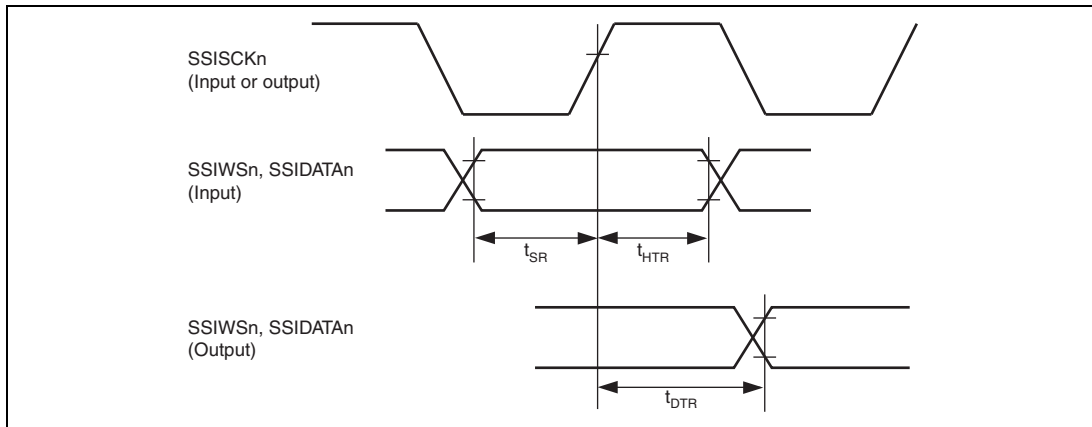 SSISCKn
(Input or output)
SSIWSn, SSIDATAn
(Input)
tSR
tHTR
SSIWSn, SSIDATAn
(Output)
tDTR